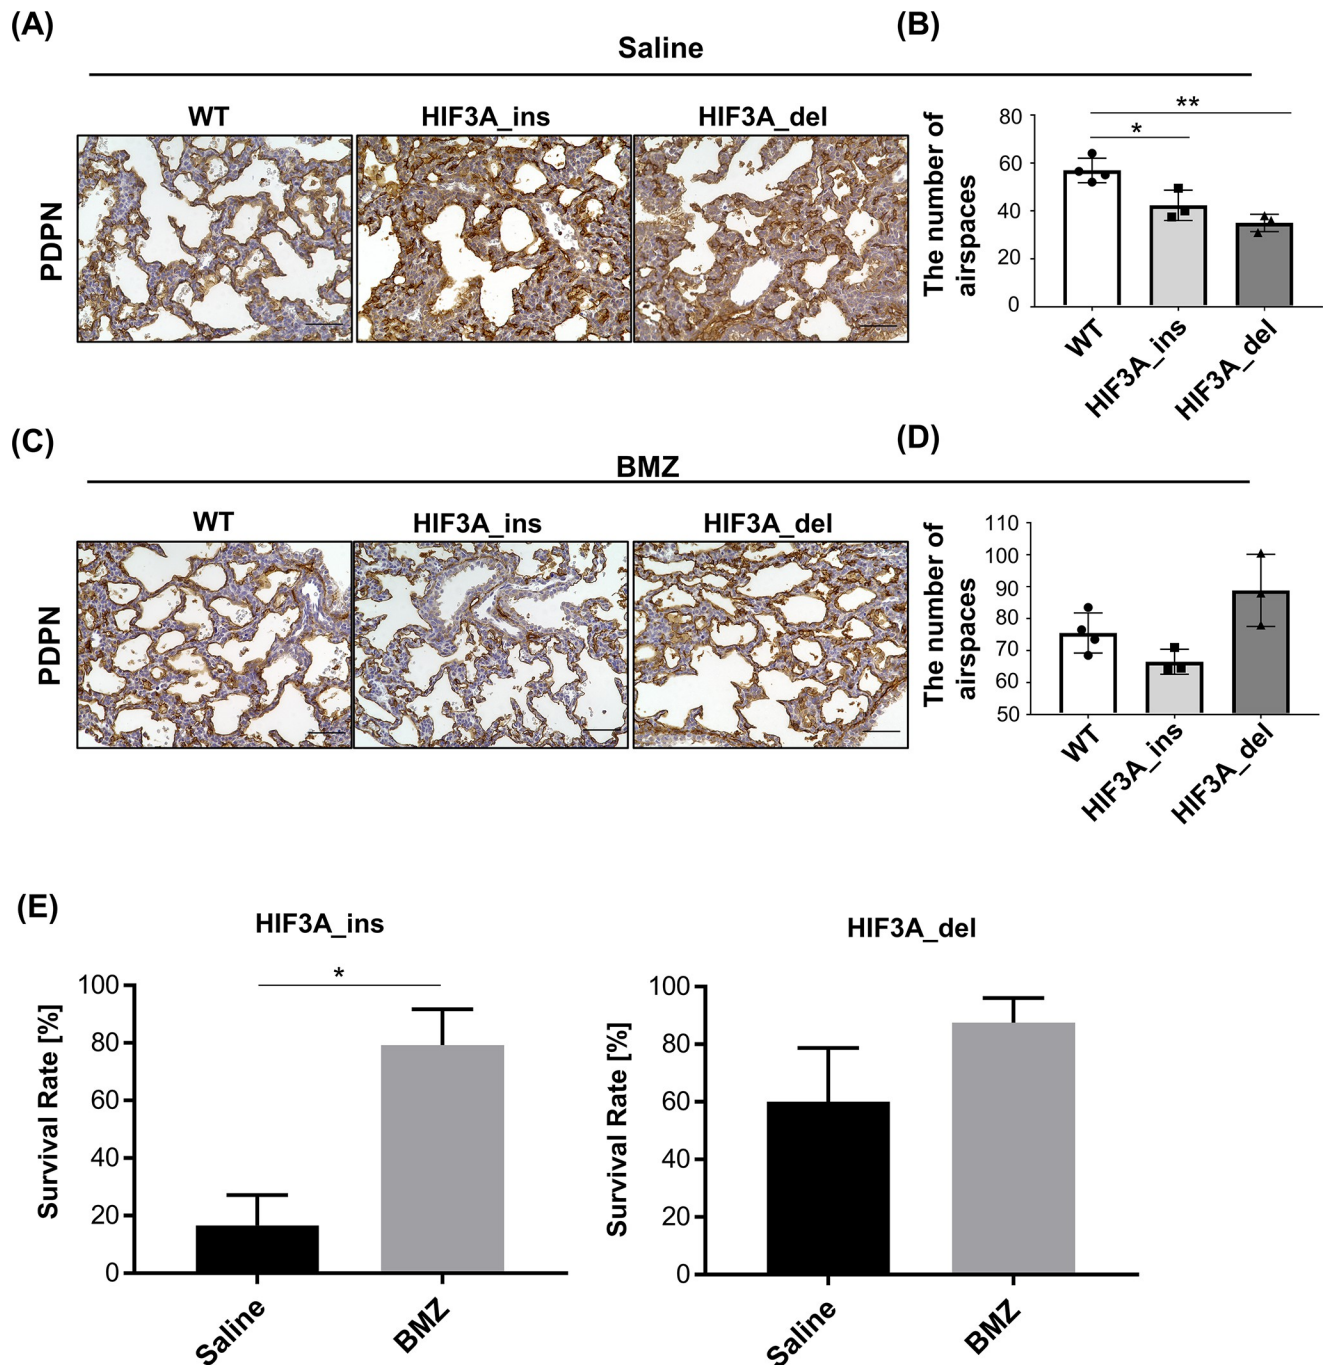 (A)
Saline
WT
HIF3A_ins
HIF3A_del
PDPN
(B)
The number of
airspaces
80
60
40
20
0
*
**
WT
HIF3A_ins
HIF3A_del
(C)
BMZ
WT
HIF3A_ins
HIF3A_del
PDPN
(D)
The number of
airspaces
110
100
90
80
70
60
50
WT
HIF3A_ins
HIF3A_del
(E)
HIF3A_ins
Survival Rate [%]
100
80
60
40
20
0
*
Saline
BMZ
HIF3A_del
Survival Rate [%]
100
80
60
40
20
0
Saline
BMZ